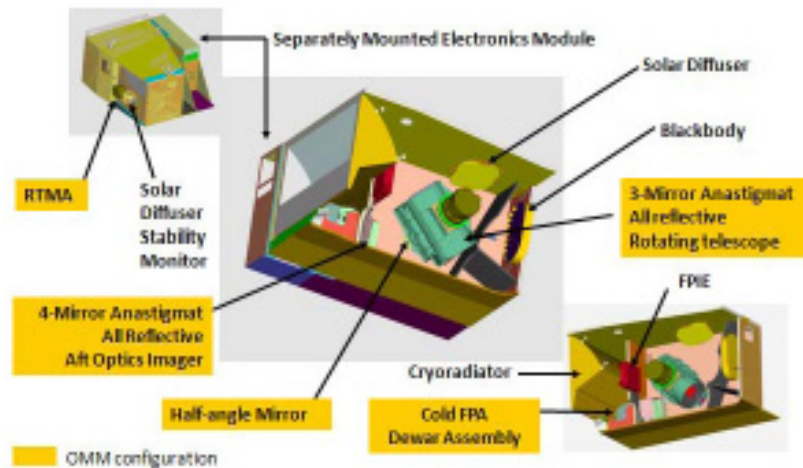 Separately Mounted Electronics Module
Solar Diffuser
Blackbody
RTMA
Solar
Diffuser
Stability
Monitor
3-Mirror Anastigmat
All reflective
Rotating telescope
4-Mirror Anastigmat
All Reflective
Aft Optics Imager
FPIE
Cryoradiator
Half-angle Mirror
Cold FPA
Dewar Assembly
OMM configuration